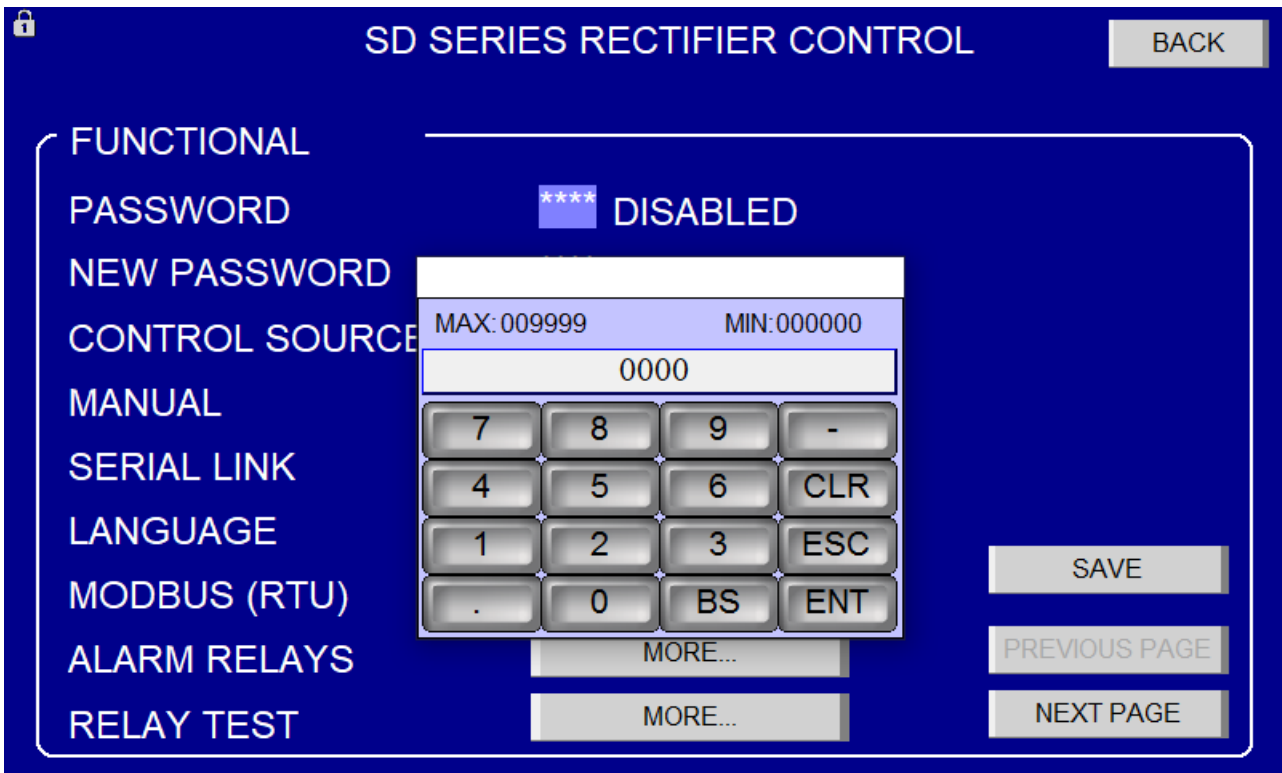 1
SD SERIES RECTIFIER CONTROL
BACK
FUNCTIONAL
PASSWORD
**** DISABLED
NEW PASSWORD
CONTROL SOURCE
MANUAL
SERIAL LINK
LANGUAGE
MODBUS (RTU)
ALARM RELAYS
MORE...
RELAY TEST
MORE...
MAX:009999 MIN:000000
0000
7 8 9 -
4 5 6 CLR
1 2 3 ESC
. 0 BS ENT
SAVE
PREVIOUS PAGE
NEXT PAGE